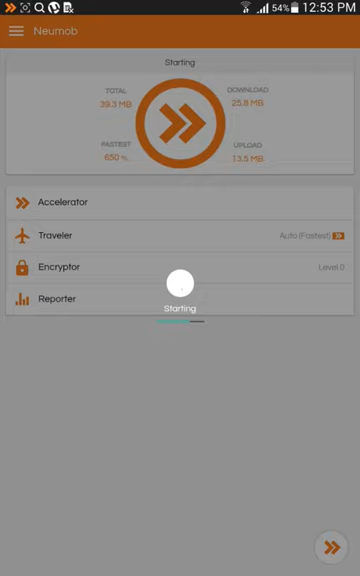 54% 12:53 PM
Neumob
Starting
TOTAL
39.3 MB
DOWNLOAD
25.8 MB
FASTEST
650 %
UPLOAD
13.5 MB
Accelerator
Traveler Auto (Fastest)
Encryptor Level 0
Reporter
Starting